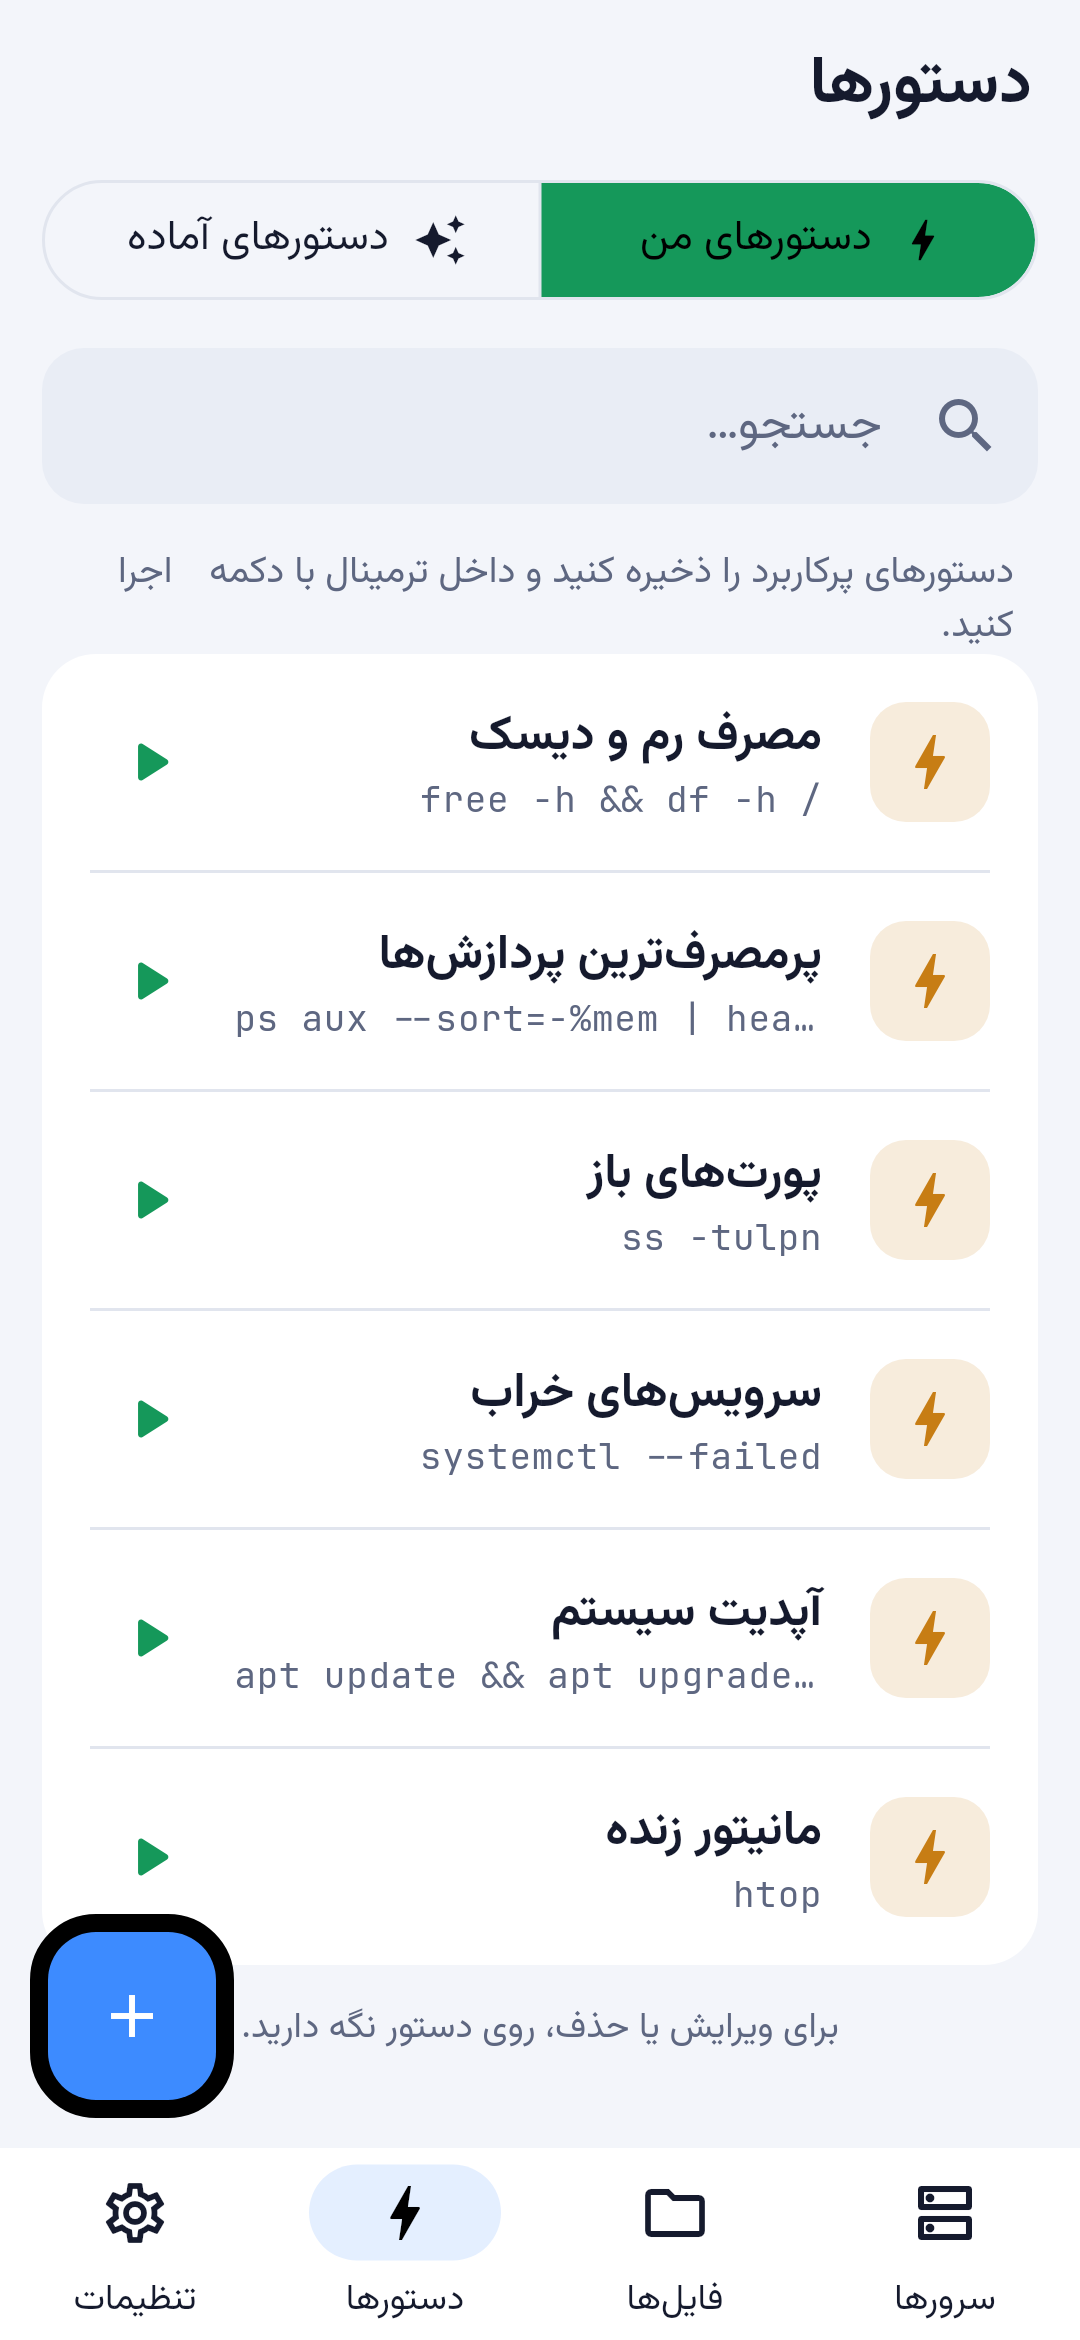 دستورها
دستورهای من
دستورهای آماده
جستجو...
دستورهای پرکاربرد را ذخیره کنید و داخل ترمینال با دکمه اجرا
کنید.
مصرف رم و دیسک
free -h && df -h /
پرمصرف‌ترین پردازش‌ها
ps aux --sort=-%mem | hea…
پورت‌های باز
ss -tulpn
سرویس‌های خراب
systemctl --failed
آپدیت سیستم
apt update && apt upgrade…
مانیتور زنده
htop
برای ویرایش یا حذف، روی دستور نگه دارید.
سرورها
فایل‌ها
دستورها
تنظیمات